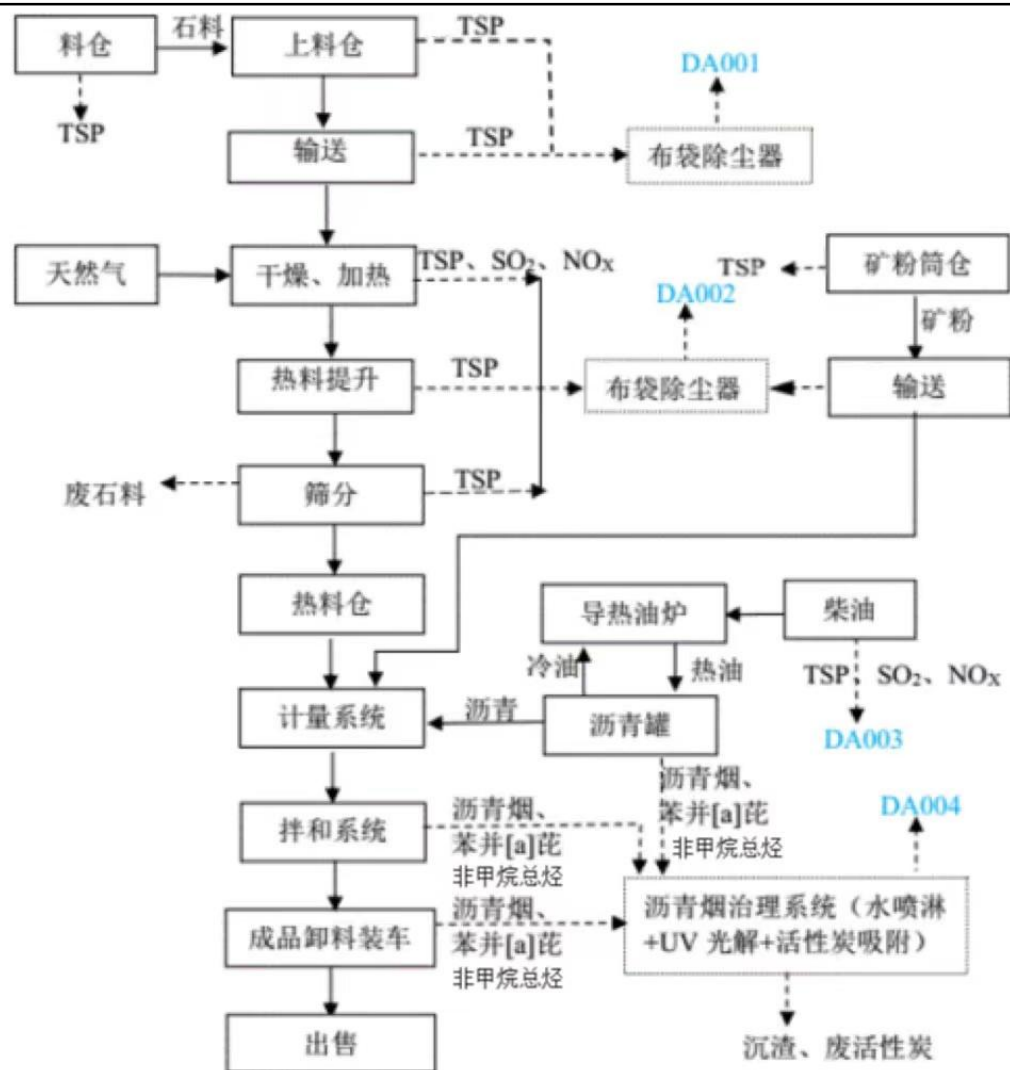 料仓
石料
上料仓
TSP
DA001
TSP
输送
TSP
布袋除尘器
天然气
干燥、加热
TSP、SO₂、NOX
TSP
矿粉筒仓
DA002
矿粉
热料提升
TSP
布袋除尘器
输送
废石料
筛分
TSP
热料仓
导热油炉
柴油
冷油
热油
TSP、SO₂、NOX
计量系统
沥青
沥青罐
DA003
沥青烟、
苯并[a]芘
非甲烷总烃
DA004
拌和系统
沥青烟、
苯并[a]芘
非甲烷总烃
成品卸料装车
沥青烟、
苯并[a]芘
非甲烷总烃
沥青烟治理系统（水喷淋
+UV 光解+活性炭吸附）
出售
沉渣、废活性炭